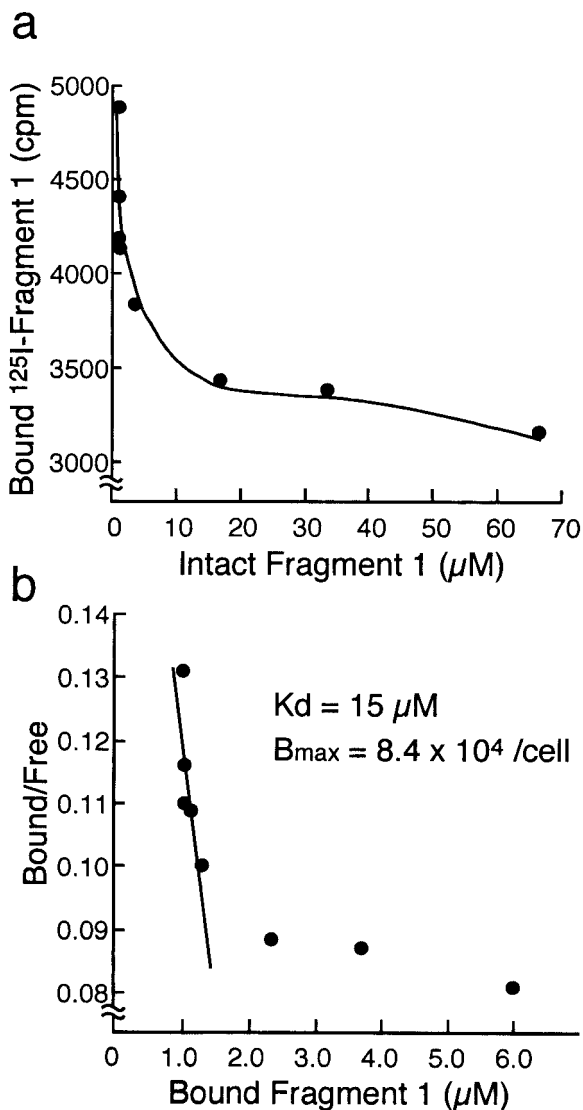 a
5000
4500
4000
3500
3000
Bound ¹²⁵I-Fragment 1 (cpm)
0 10 20 30 40 50 60 70
Intact Fragment 1 (μM)
b
0.14
0.13
0.12
0.11
0.10
0.09
0.08
Bound/Free
Kd = 15 μM
Bmax = 8.4 x 10⁴ /cell
0 1.0 2.0 3.0 4.0 5.0 6.0
Bound Fragment 1 (μM)